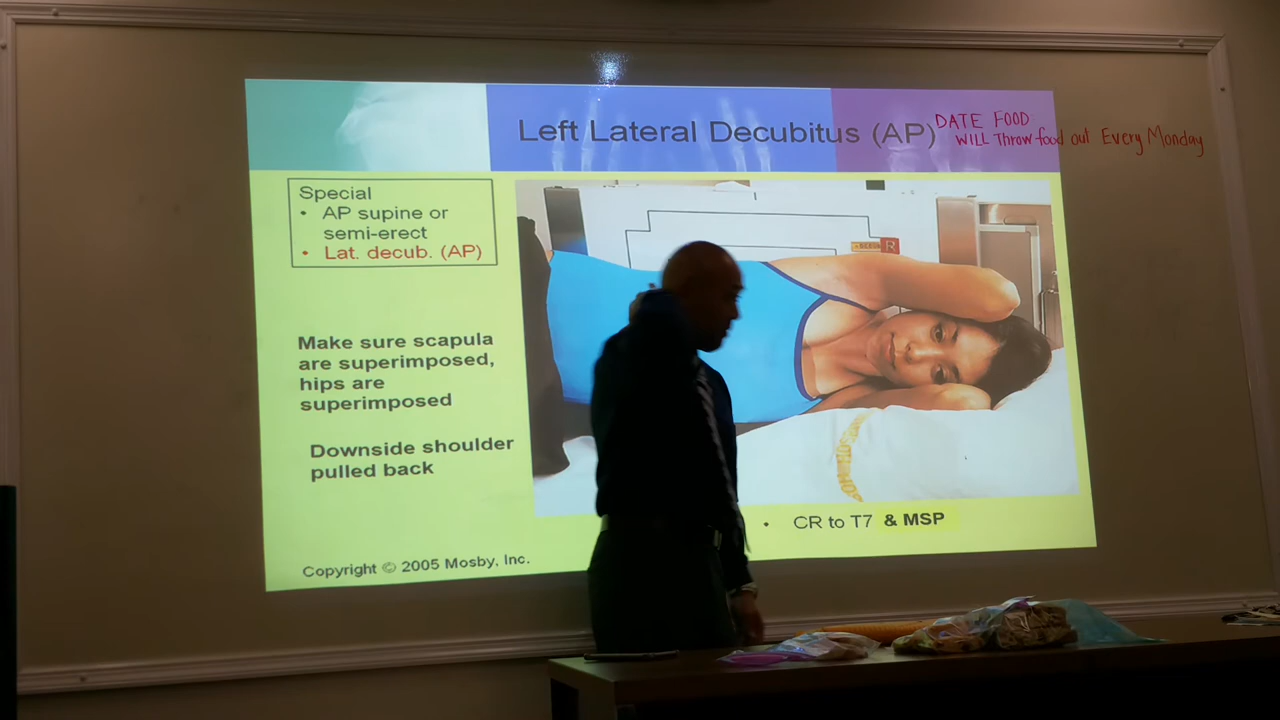 Left Lateral Decubitus (AP)
DATE FOOD
WILL Throw food out Every Monday
Special
• AP supine or
semi-erect
• Lat. decub. (AP)
R
Make sure scapula
are superimposed,
hips are
superimposed
Downside shoulder
pulled back
• CR to T7 & MSP
Copyright © 2005 Mosby, Inc.